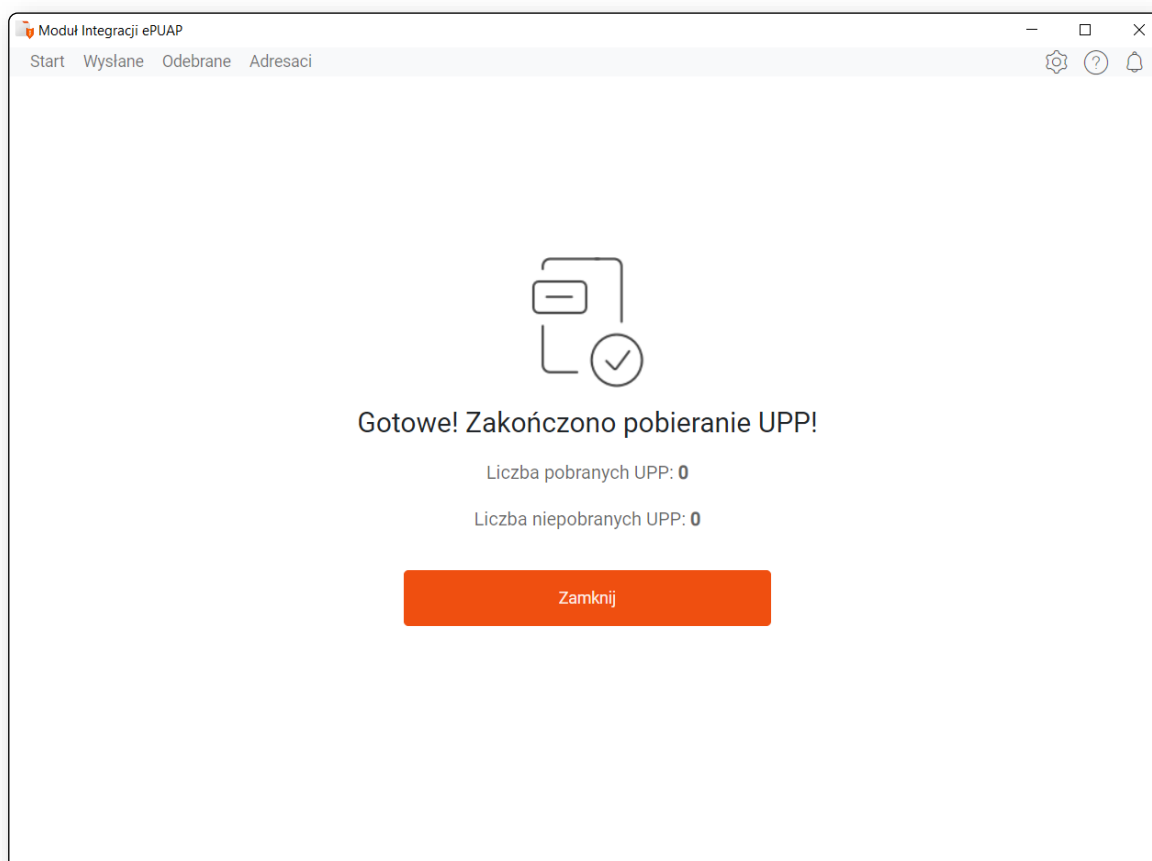 Moduł Integracji ePUAP
Start Wysłane Odebrane Adresaci
?
Gotowe! Zakończono pobieranie UPP!
Liczba pobranych UPP: 0
Liczba niepobranych UPP: 0
Zamknij